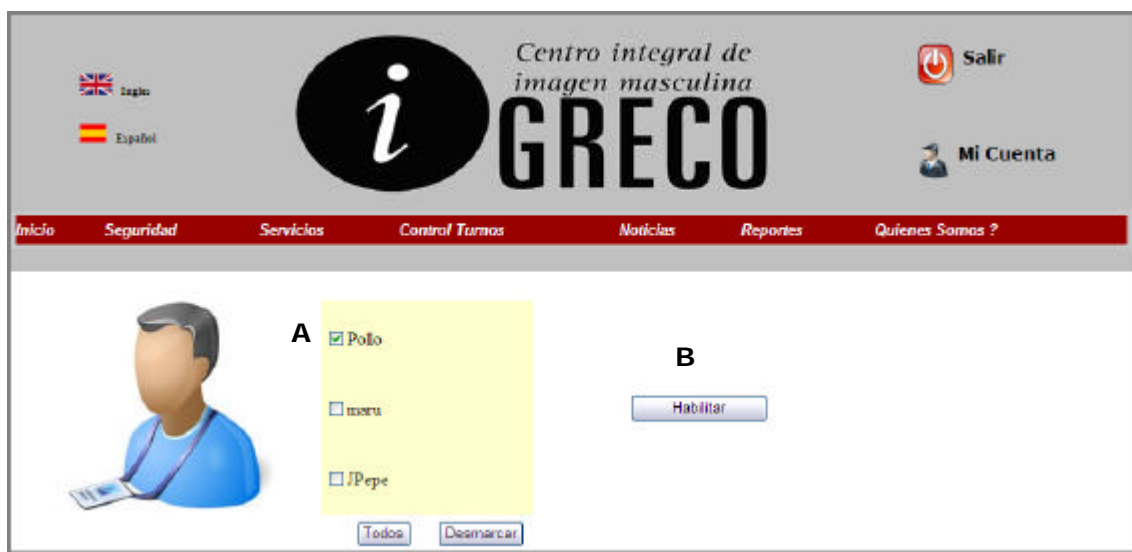 Centro integral de
imagen masculina
i GRECO
Ingles
Español
Salir
Mi Cuenta
Inicio Seguridad Servicios Control Turnos Noticias Reportes Quienes Somos ?
A
Pollo
maru
JPepe
B
Habilitar
Todos Desmarcar